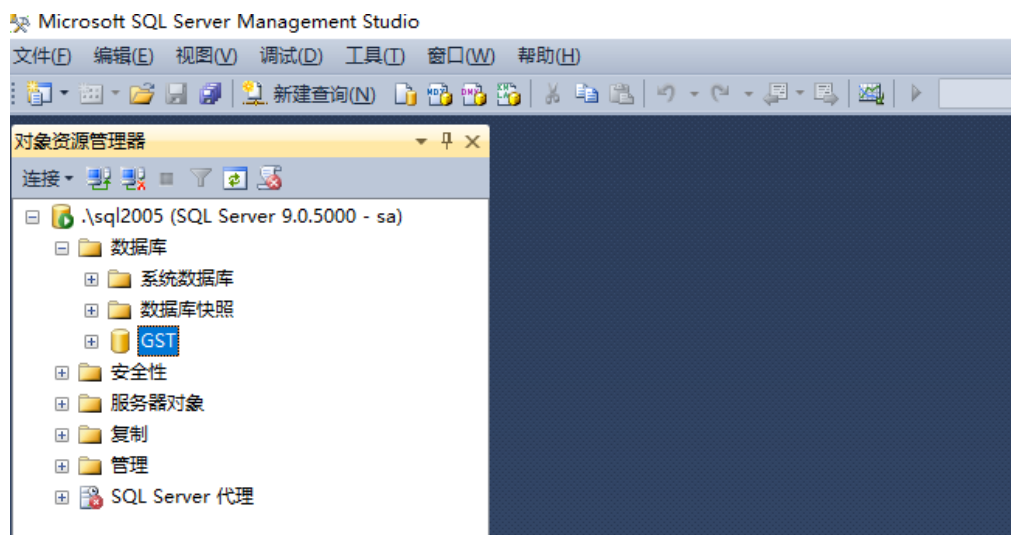 Microsoft SQL Server Management Studio
文件(F) 编辑(E) 视图(V) 调试(D) 工具(T) 窗口(W) 帮助(H)
新建查询(N)
对象资源管理器
连接
.\sql2005 (SQL Server 9.0.5000 - sa)
数据库
系统数据库
数据库快照
GST
安全性
服务器对象
复制
管理
SQL Server 代理